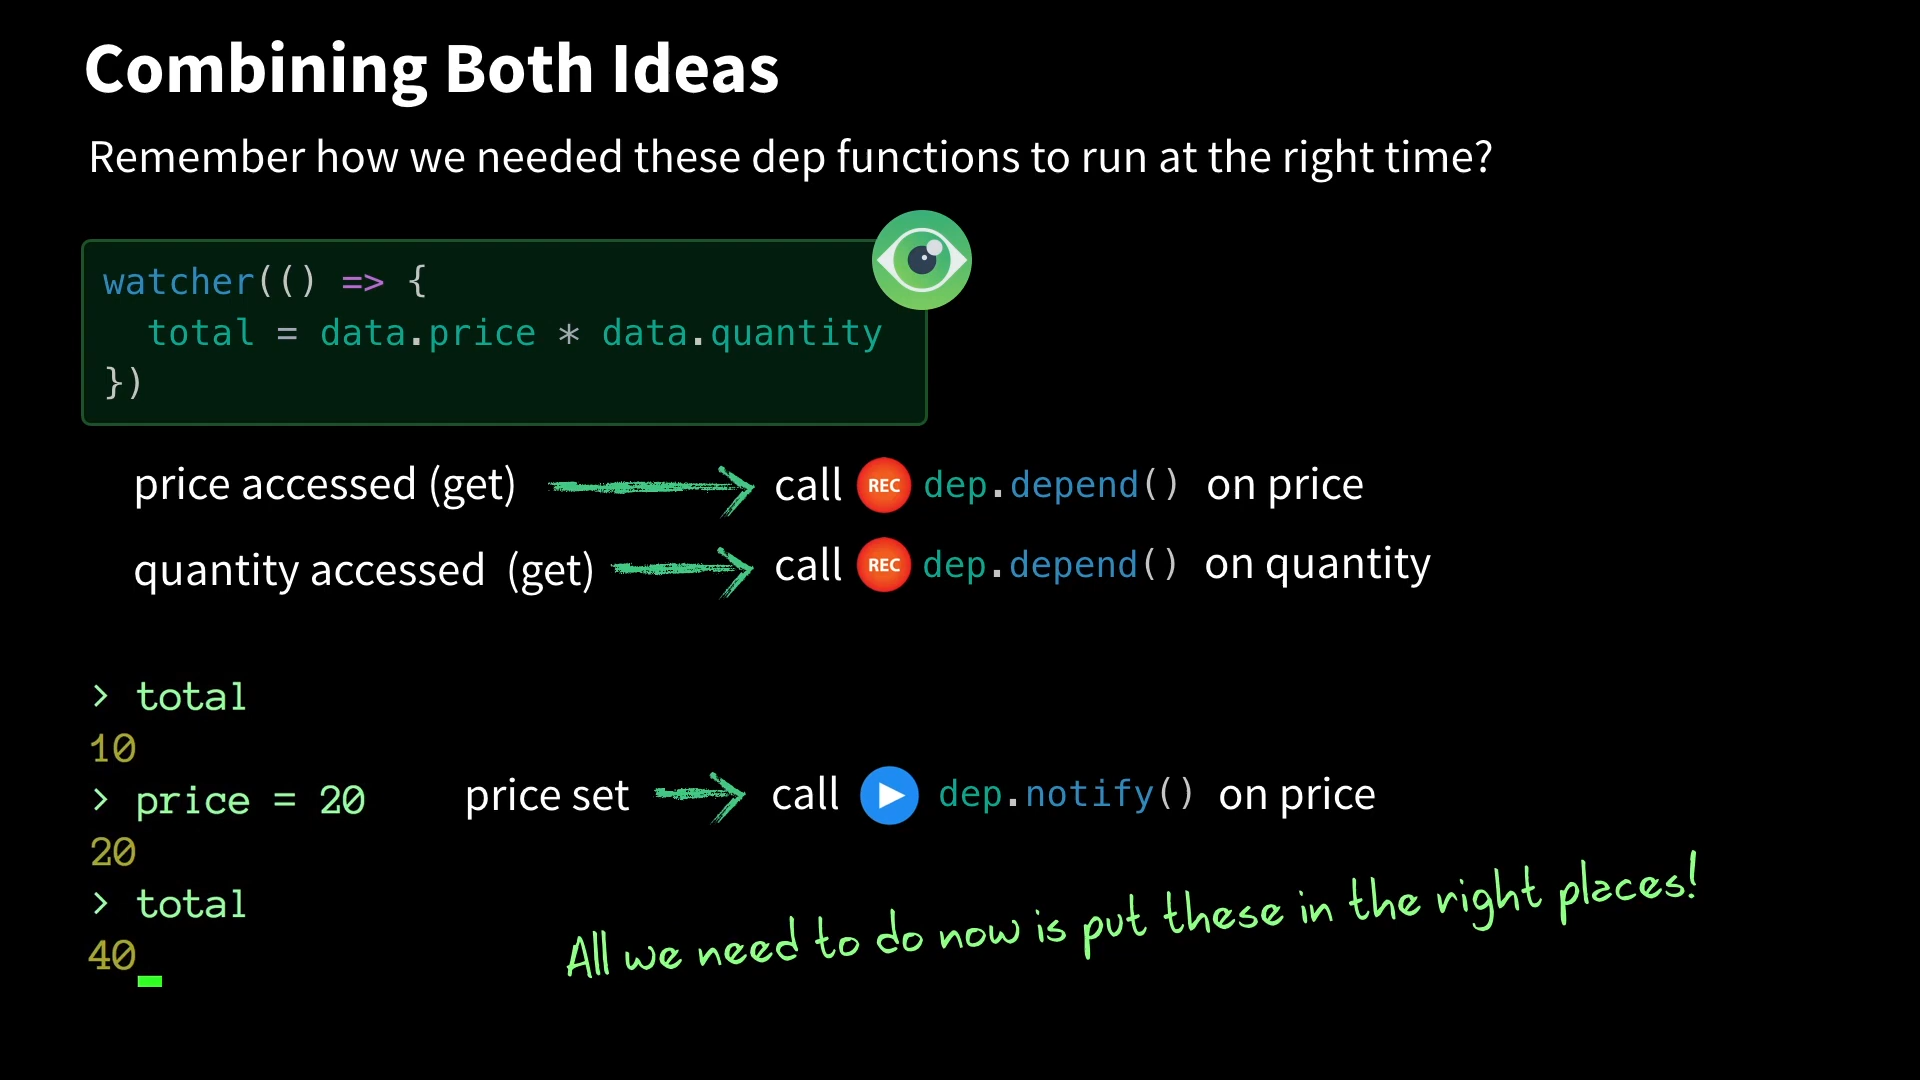 Combining Both Ideas
Remember how we needed these dep functions to run at the right time?
watcher(() => {
  total = data.price * data.quantity
})
price accessed (get) call REC dep.depend() on price
quantity accessed (get) call REC dep.depend() on quantity
> total
10
> price = 20
price set call dep.notify() on price
20
> total
40
All we need to do now is put these in the right places!